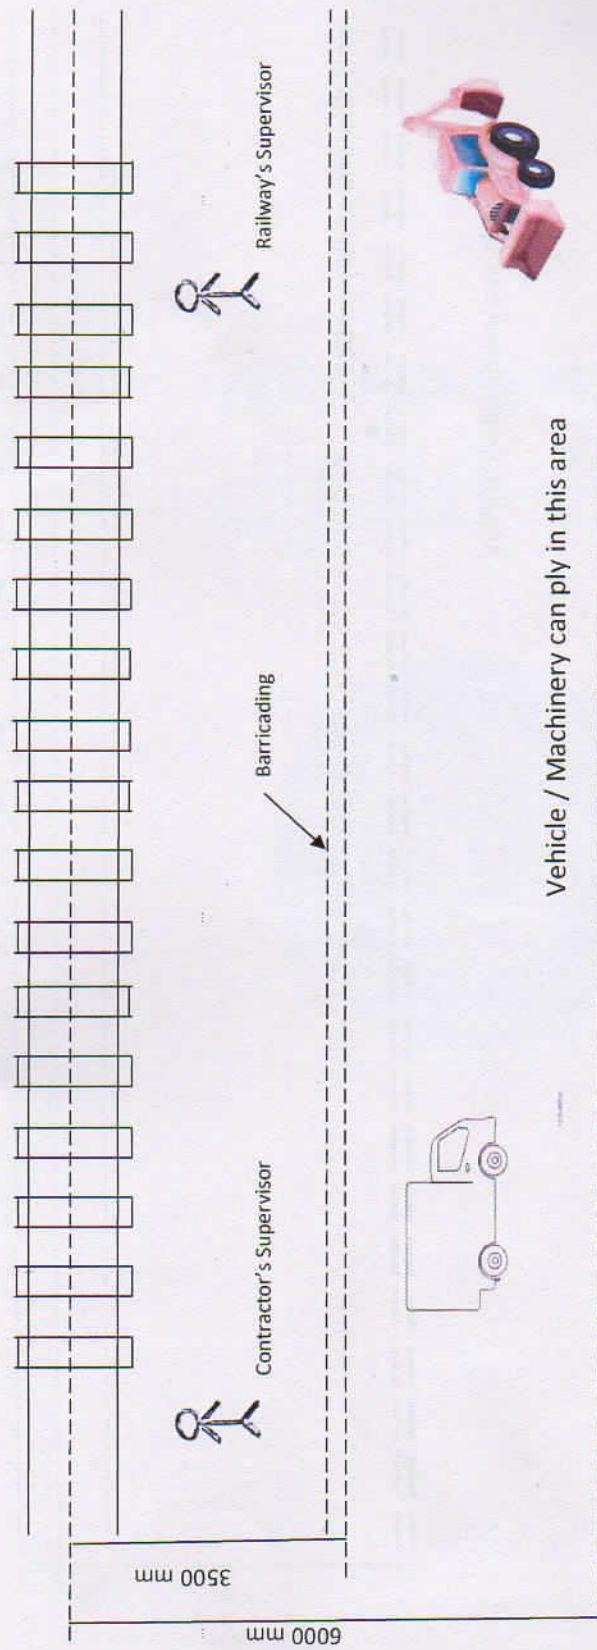 Railway's Supervisor
Barricading
Contractor's Supervisor
Vehicle / Machinery can ply in this area
3500 mm
6000 mm